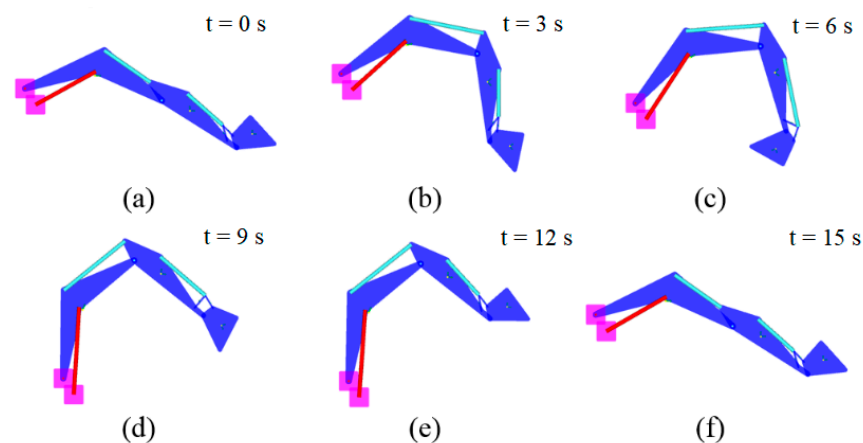 t = 0 s
t = 3 s
t = 6 s
(a)
(b)
(c)
t = 9 s
t = 12 s
t = 15 s
(d)
(e)
(f)